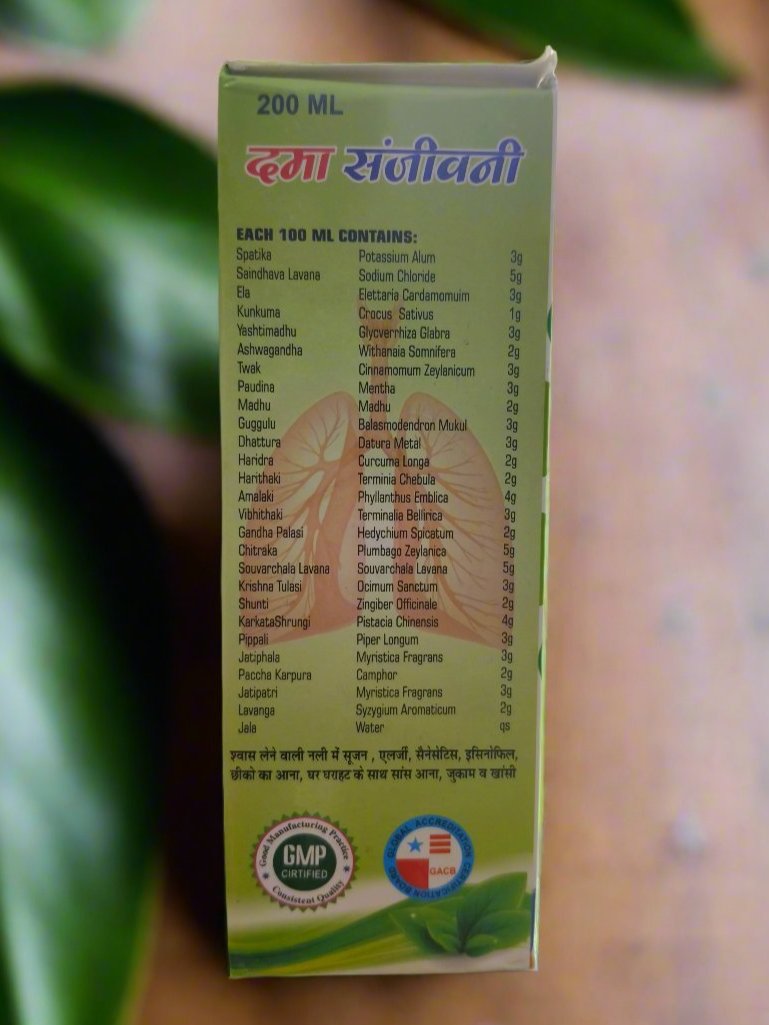 200 ML
दमा संजीवनी
EACH 100 ML CONTAINS:
Spatika Potassium Alum 3g
Saindhava Lavana Sodium Chloride 5g
Ela Elettaria Cardamomuim 3g
Kunkuma Crocus Sativus 1g
Yashtimadhu Glycverrhiza Glabra 3g
Ashwagandha Withanaia Somnifera 2g
Twak Cinnamomum Zeylanicum 3g
Paudina Mentha 3g
Madhu Madhu 2g
Guggulu Balasmodendron Mukul 3g
Dhattura Datura Metal 3g
Haridra Curcuma Longa 2g
Harithaki Terminia Chebula 2g
Amalaki Phyllanthus Emblica 4g
Vibhithaki Terminalia Bellirica 3g
Gandha Palasi Hedychium Spicatum 2g
Chitraka Plumbago Zeylanica 5g
Souvarchala Lavana Souvarchala Lavana 5g
Krishna Tulasi Ocimum Sanctum 3g
Shunti Zingiber Officinale 2g
KarkataShrungi Pistacia Chinensis 4g
Pippali Piper Longum 3g
Jatiphala Myristica Fragrans 3g
Paccha Karpura Camphor 2g
Jatipatri Myristica Fragrans 3g
Lavanga Syzygium Aromaticum 2g
Jala Water qs
श्वास लेने वाली नली में सूजन , एलर्जी, सैनेसेटिस, इसिनोफिल,
छीको का आना, घर घराहट के साथ सांस आना, जुकाम व खांसी
Good Manufacturing Practice
GMP
CiRTIFIED
Consistent Quality
GLOBAL ACCREDITATION CERTIFICATION BOARD
GACB